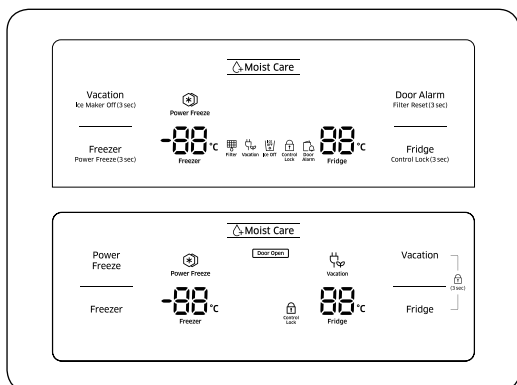 Moist Care
Vacation
Ice Maker Off (3 sec)
Freezer
Power Freeze (3 sec)
Power Freeze
-88°C
Freezer
Filter
Vacation
Ice Off
Control
Lock
Door
Alarm
88°C
Fridge
Door Alarm
Filter Reset (3 sec)
Fridge
Control Lock (3 sec)
Moist Care
Power
Freeze
Freezer
Power Freeze
-88°C
Freezer
Door Open
Control
Lock
Vacation
88°C
Fridge
Vacation
Fridge
(3 sec)